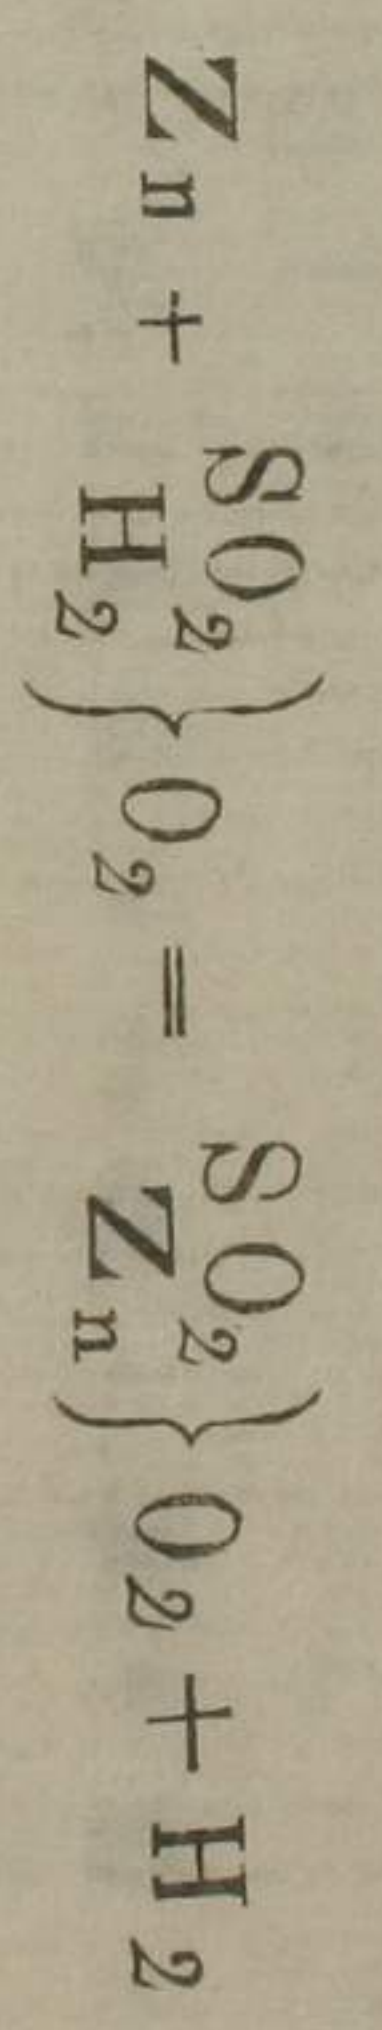 Zn + SO2 H2 } O2 = SO2 Zn } O2 + H2